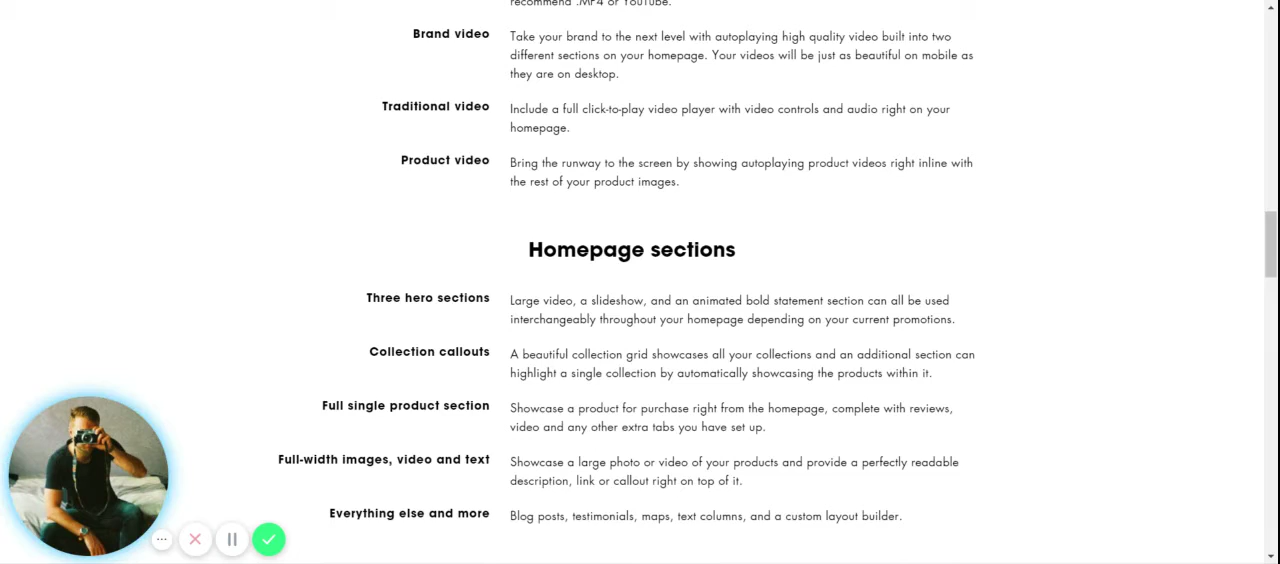 recommend .MP4 or YouTube.
Brand video
Take your brand to the next level with autoplaying high quality video built into two
different sections on your homepage. Your videos will be just as beautiful on mobile as
they are on desktop.
Traditional video
Include a full click-to-play video player with video controls and audio right on your
homepage.
Product video
Bring the runway to the screen by showing autoplaying product videos right inline with
the rest of your product images.
Homepage sections
Three hero sections
Large video, a slideshow, and an animated bold statement section can all be used
interchangeably throughout your homepage depending on your current promotions.
Collection callouts
A beautiful collection grid showcases all your collections and an additional section can
highlight a single collection by automatically showcasing the products within it.
Full single product section
Showcase a product for purchase right from the homepage, complete with reviews,
video and any other extra tabs you have set up.
Full-width images, video and text
Showcase a large photo or video of your products and provide a perfectly readable
description, link or callout right on top of it.
Everything else and more
Blog posts, testimonials, maps, text columns, and a custom layout builder.